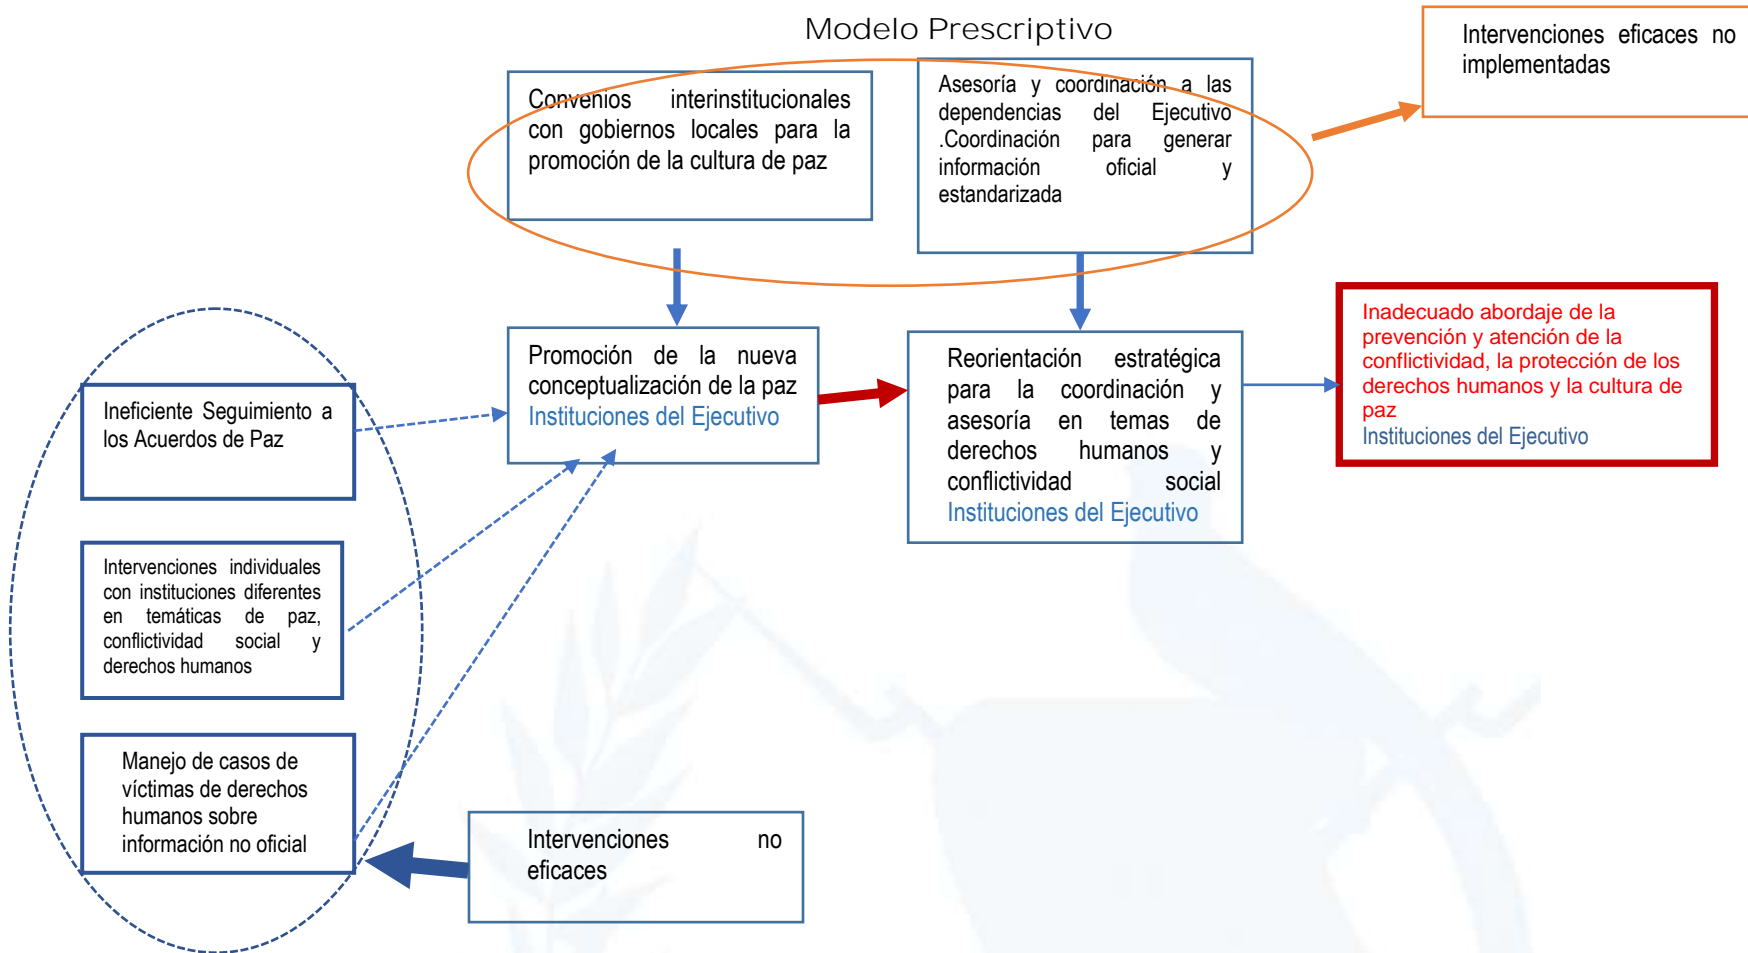 Modelo Prescriptivo
Intervenciones eficaces no
implementadas
Convenios interinstitucionales
con gobiernos locales para la
promoción de la cultura de paz
Asesoría y coordinación a las
dependencias del Ejecutivo
.Coordinación para generar
información oficial y
estandarizada
Promoción de la nueva
conceptualización de la paz
Instituciones del Ejecutivo
Reorientación estratégica
para la coordinación y
asesoría en temas de
derechos humanos y
conflictividad social
Instituciones del Ejecutivo
Inadecuado abordaje de la
prevención y atención de la
conflictividad, la protección de los
derechos humanos y la cultura de
paz
Instituciones del Ejecutivo
Ineficiente Seguimiento a
los Acuerdos de Paz
Intervenciones individuales
con instituciones diferentes
en temáticas de paz,
conflictividad social y
derechos humanos
Manejo de casos de
víctimas de derechos
humanos sobre
información no oficial
Intervenciones no
eficaces